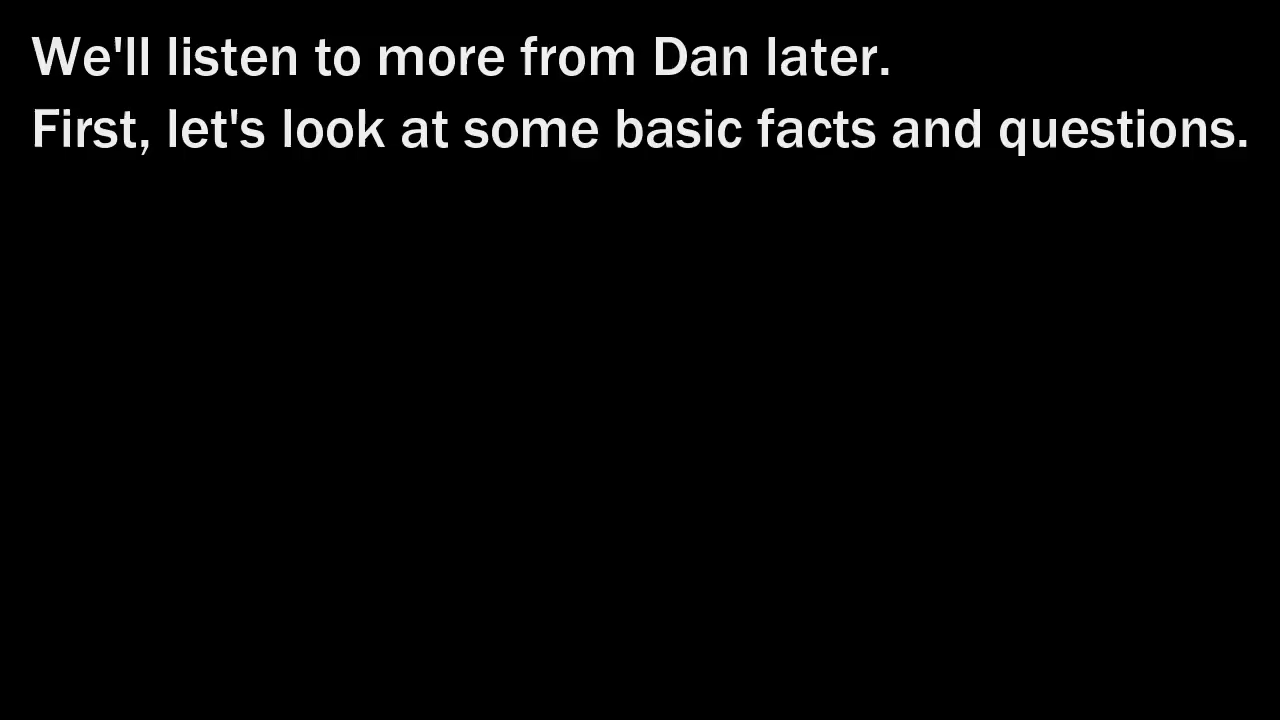 We'll listen to more from Dan later.
First, let's look at some basic facts and questions.